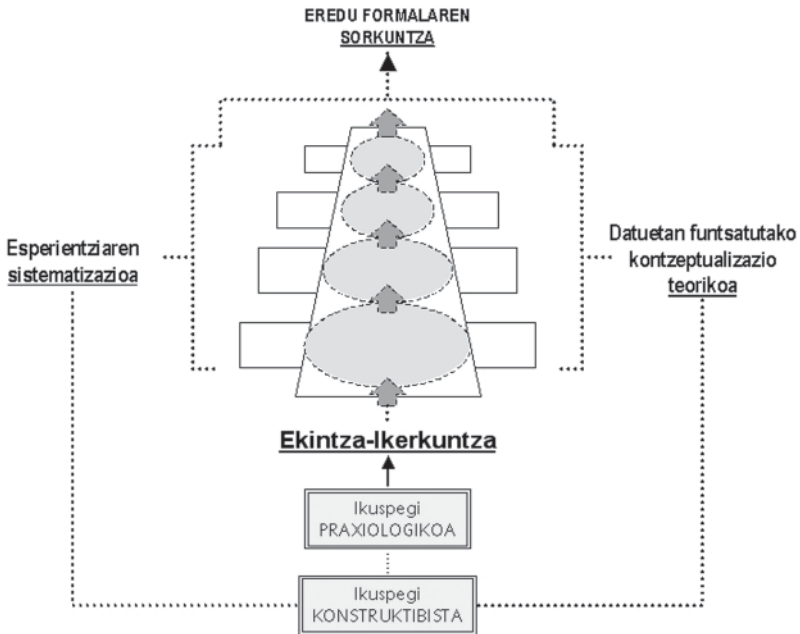 EREDU FORMALAREN
SORKUNTZA
Esperientziaren
sistematizazioa
Datuetan funtsatutako
kontzeptualizazio
teorikoa
Ekintza-Ikerkuntza
Ikuspegi
PRAXIOLOGIKOA
Ikuspegi
KONSTRUKTIBISTA